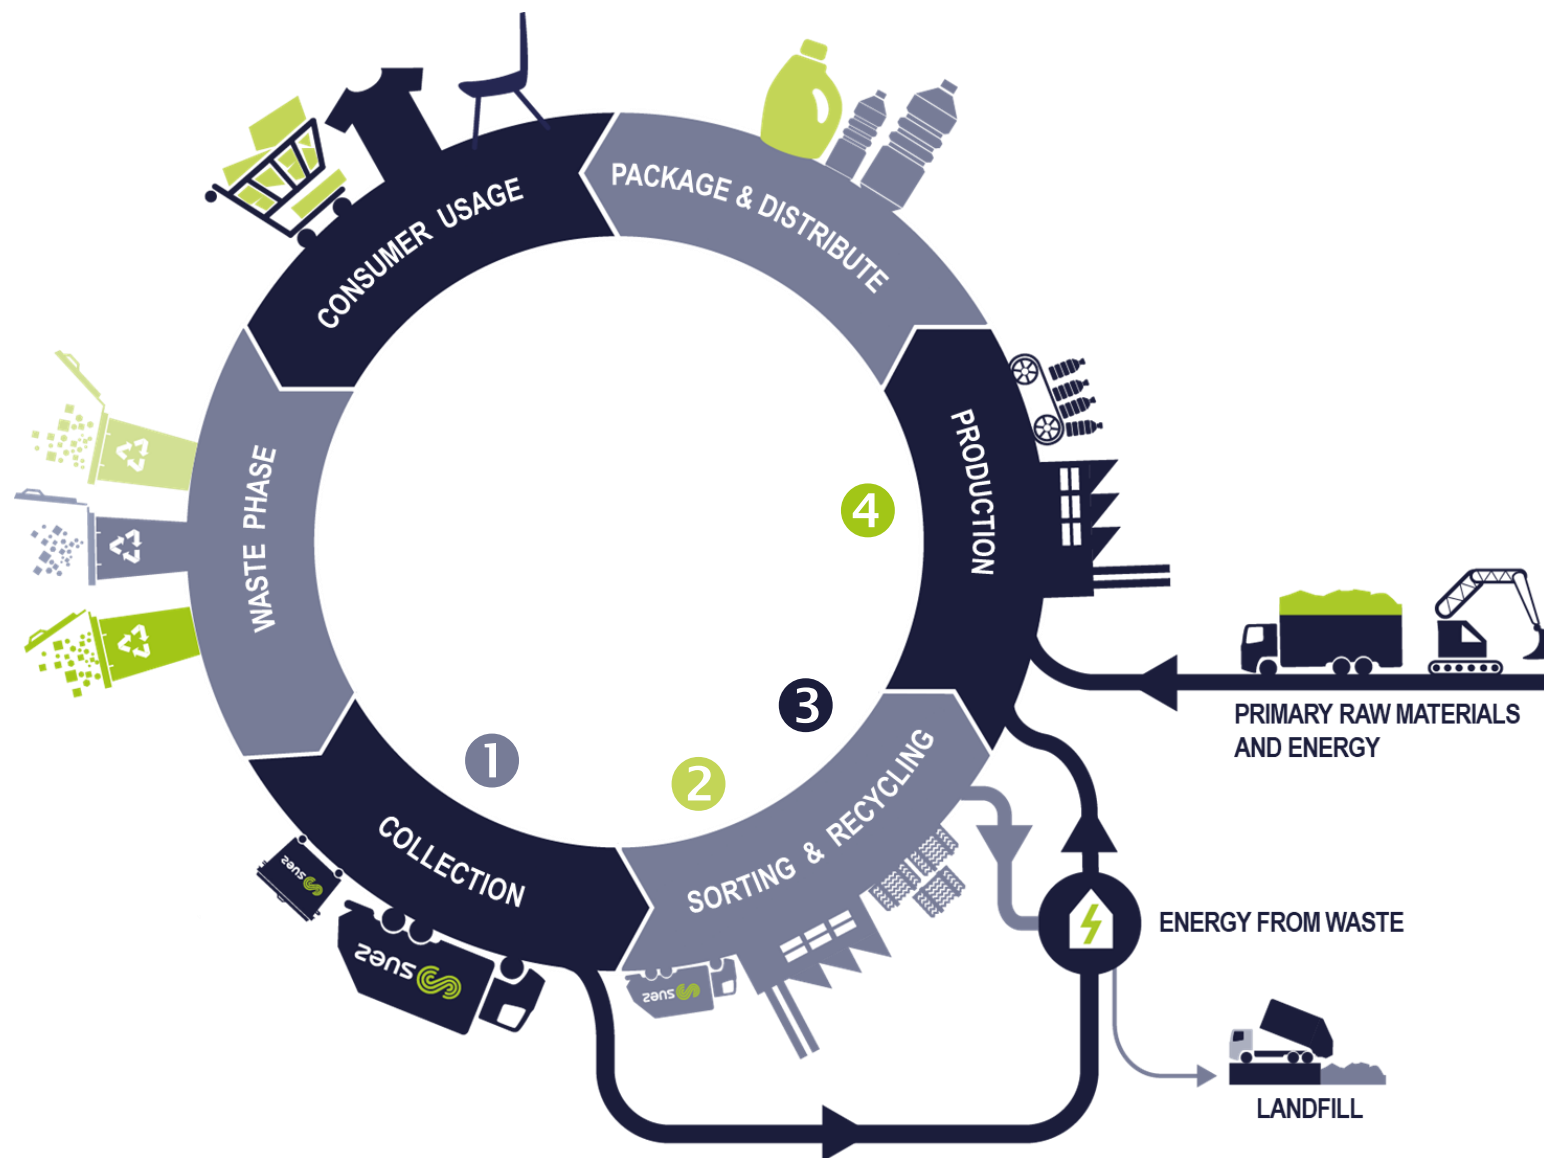 PACKAGE & DISTRIBUTE
CONSUMER USAGE
PRODUCTION
WASTE PHASE
4
3
PRIMARY RAW MATERIALS
AND ENERGY
1
2
SORTING & RECYCLING
COLLECTION
suez
suez
suez
ENERGY FROM WASTE
LANDFILL